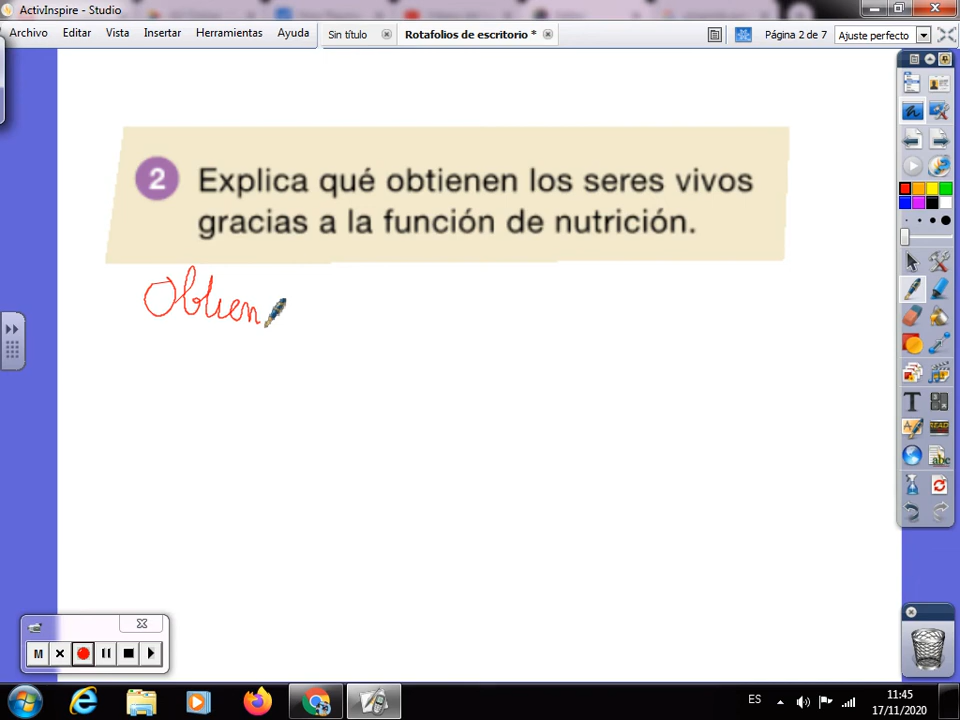 ActivInspire - Studio
Archivo Editar Vista Insertar Herramientas Ayuda
Sin título
Rotafolios de escritorio *
Página 2 de 7
Ajuste perfecto
2 Explica qué obtienen los seres vivos
gracias a la función de nutrición.
Obtien
T
READ
abc
M
ES
11:45
17/11/2020